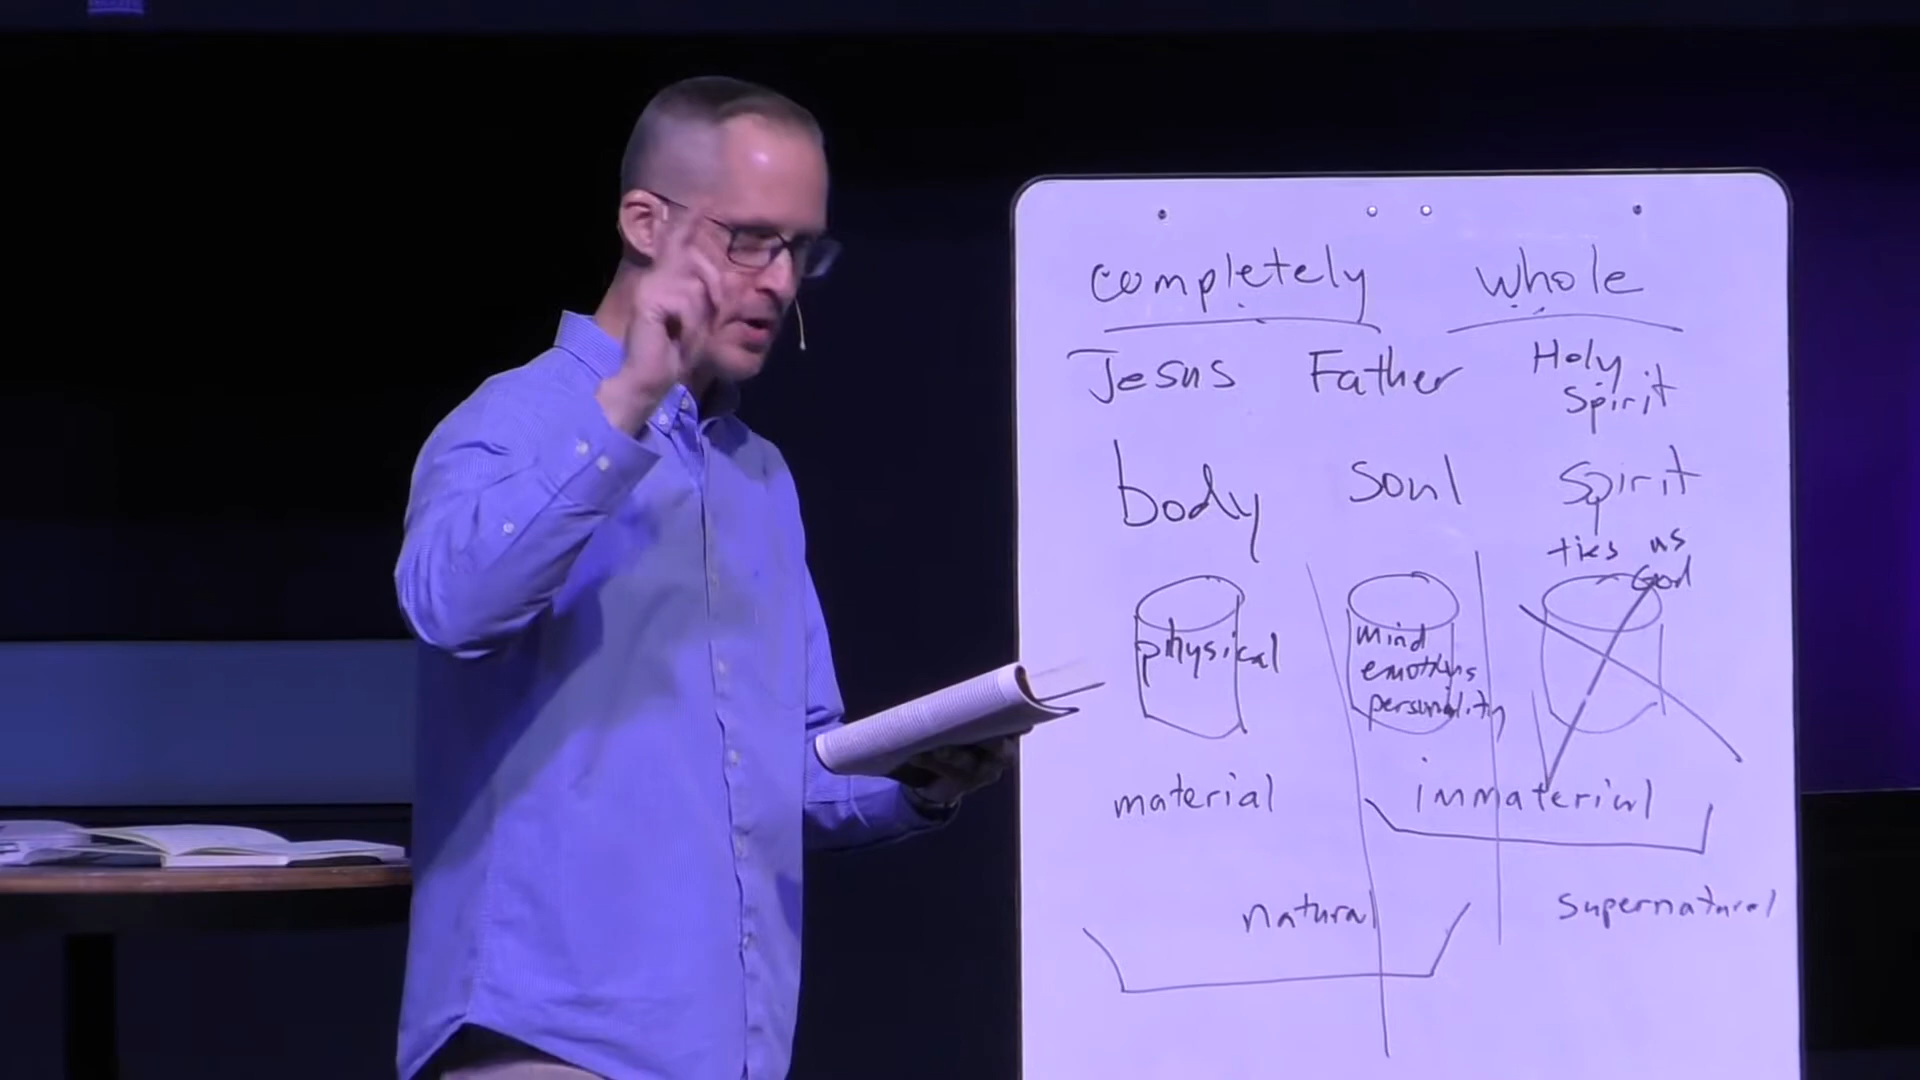 completely whole
Jesus Father Holy Spirit
body soul spirit
ties us
God
physical
mind
emotions
personality
material immaterial
natural supernatural